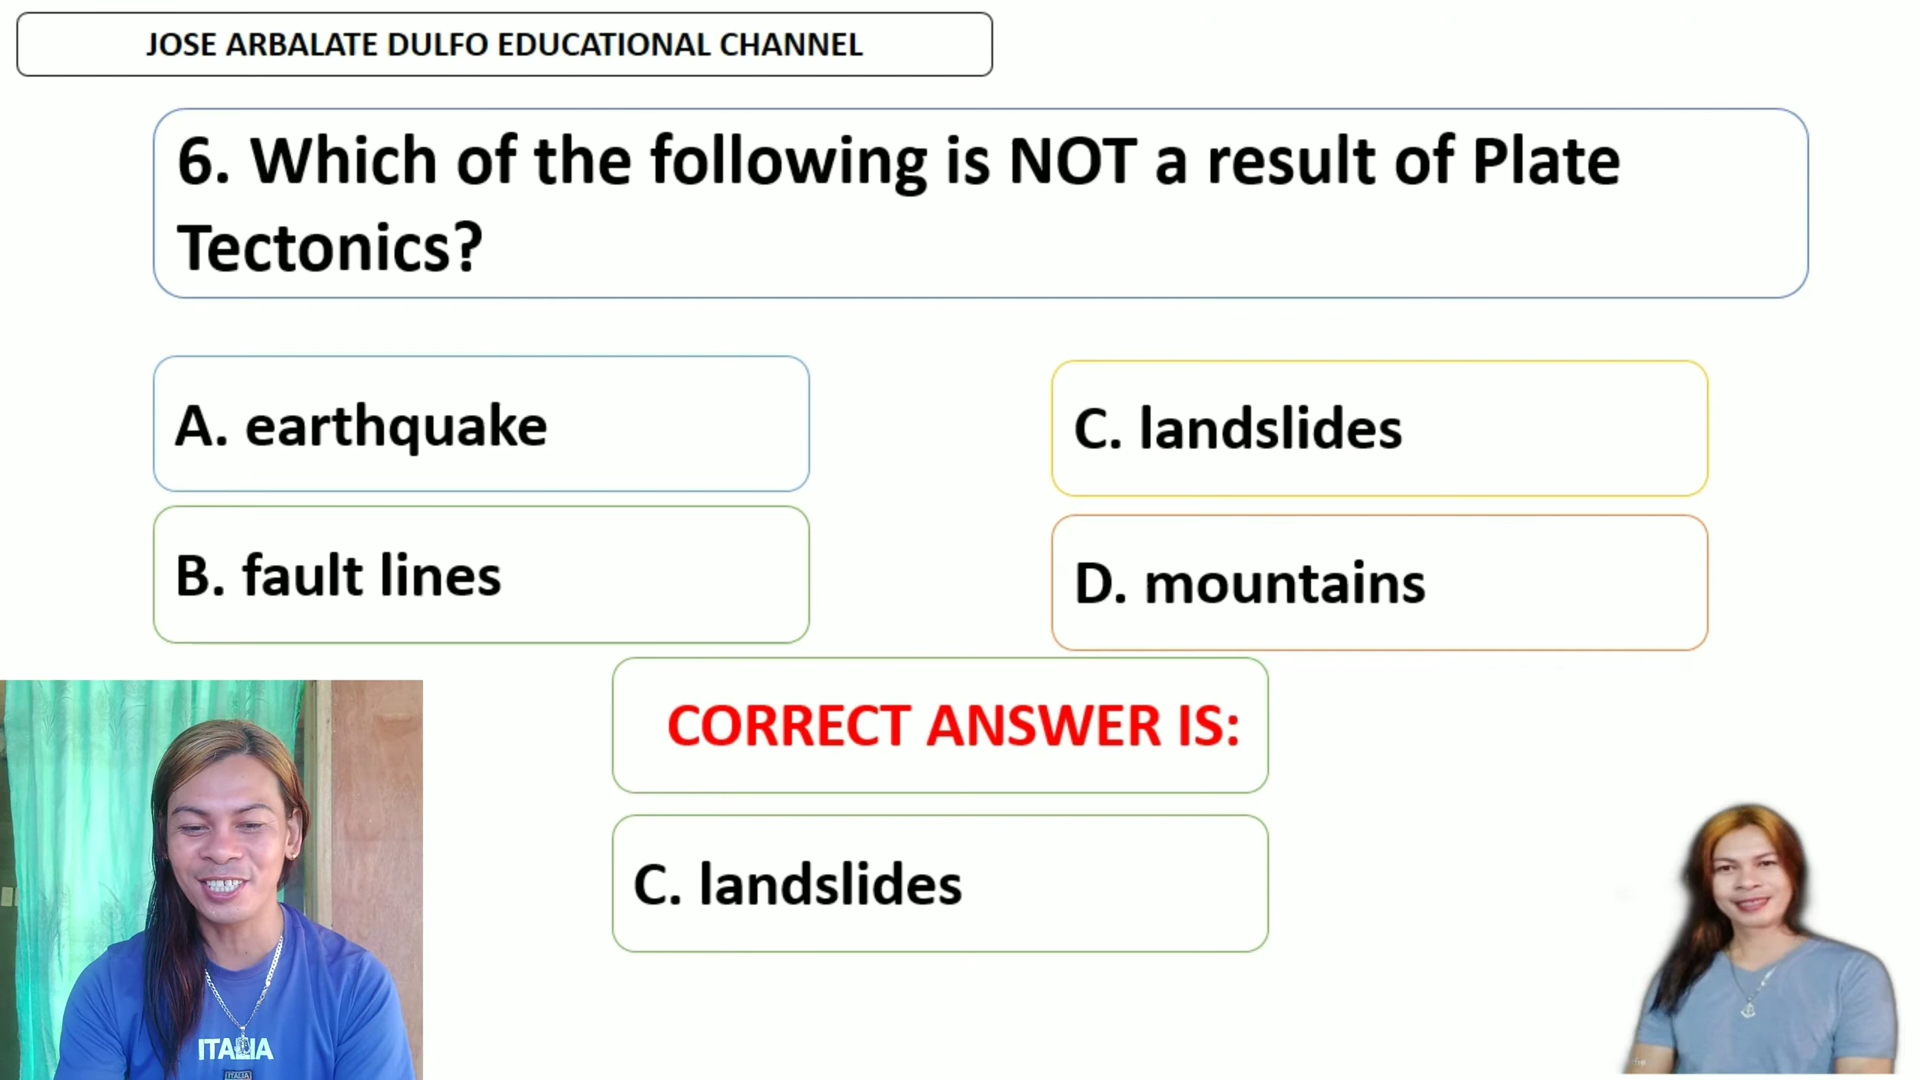 JOSE ARBALATE DULFO EDUCATIONAL CHANNEL
6. Which of the following is NOT a result of Plate
Tectonics?
A. earthquake
C. landslides
B. fault lines
D. mountains
CORRECT ANSWER IS:
C. landslides
ITALIA
ITALIA